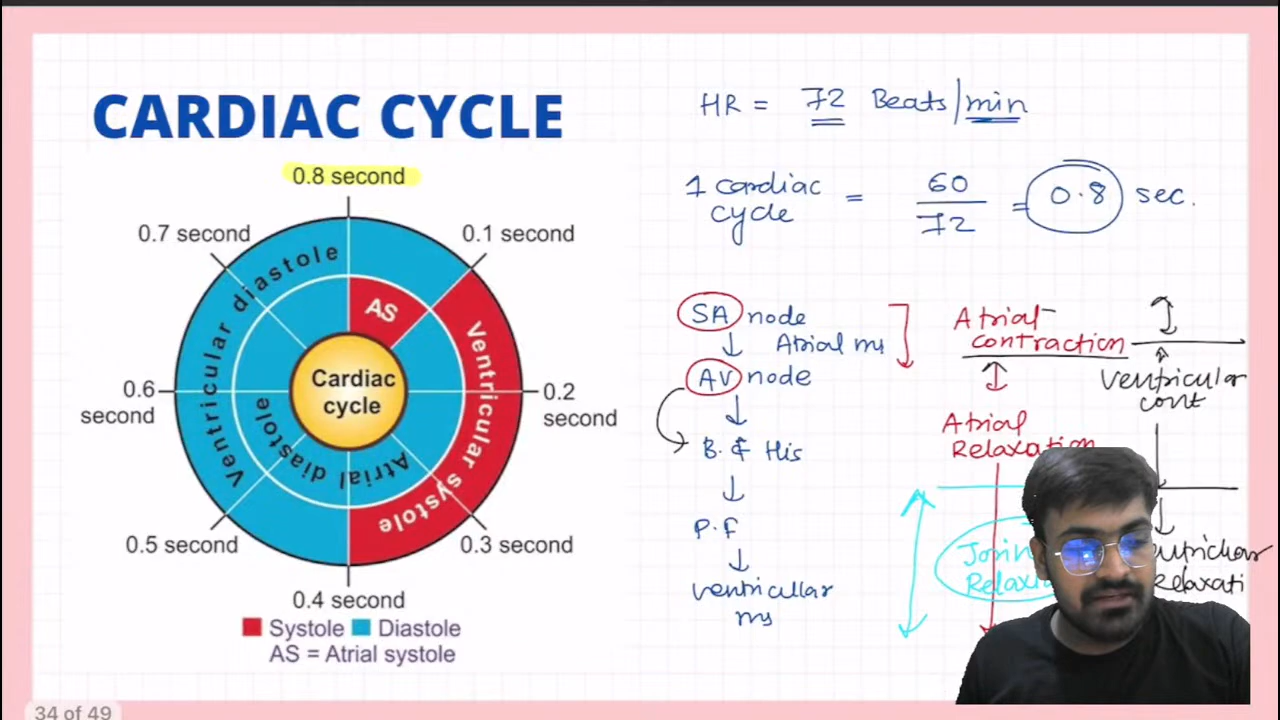 CARDIAC CYCLE
0.8 second
0.7 second
0.1 second
0.6 second
0.2 second
0.5 second
0.3 second
0.4 second
Ventricular diastole
AS
Ventricular systole
Atrial diastole
Cardiac
cycle
Systole Diastole
AS = Atrial systole
HR = 72 Beats/min
1 cardiac
cycle = 60
72 = 0.8 sec.
SA node
↓ Atrial ms
AV node
↓
B. of His
↓
P.F
↓
ventricullar
ms
Atrial
contraction
Atrial
Relaxation
ventricular
cont
Relaxati
34 of 49